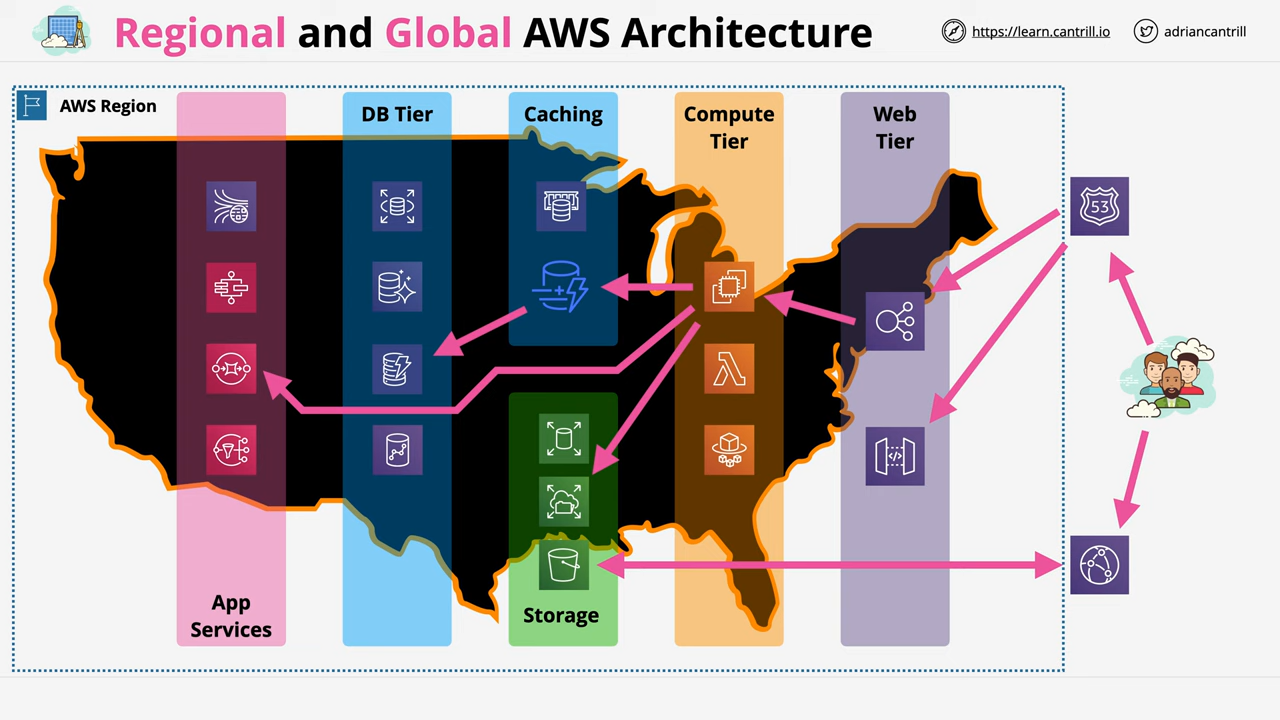 Regional and Global AWS Architecture
https://learn.cantrill.io
adriancantrill
AWS Region
DB Tier
Caching
Compute
Tier
Web
Tier
53
App
Services
Storage